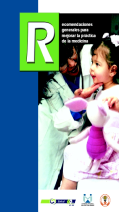 R
ecomendaciones
generales para
mejorar la práctica
de la medicina